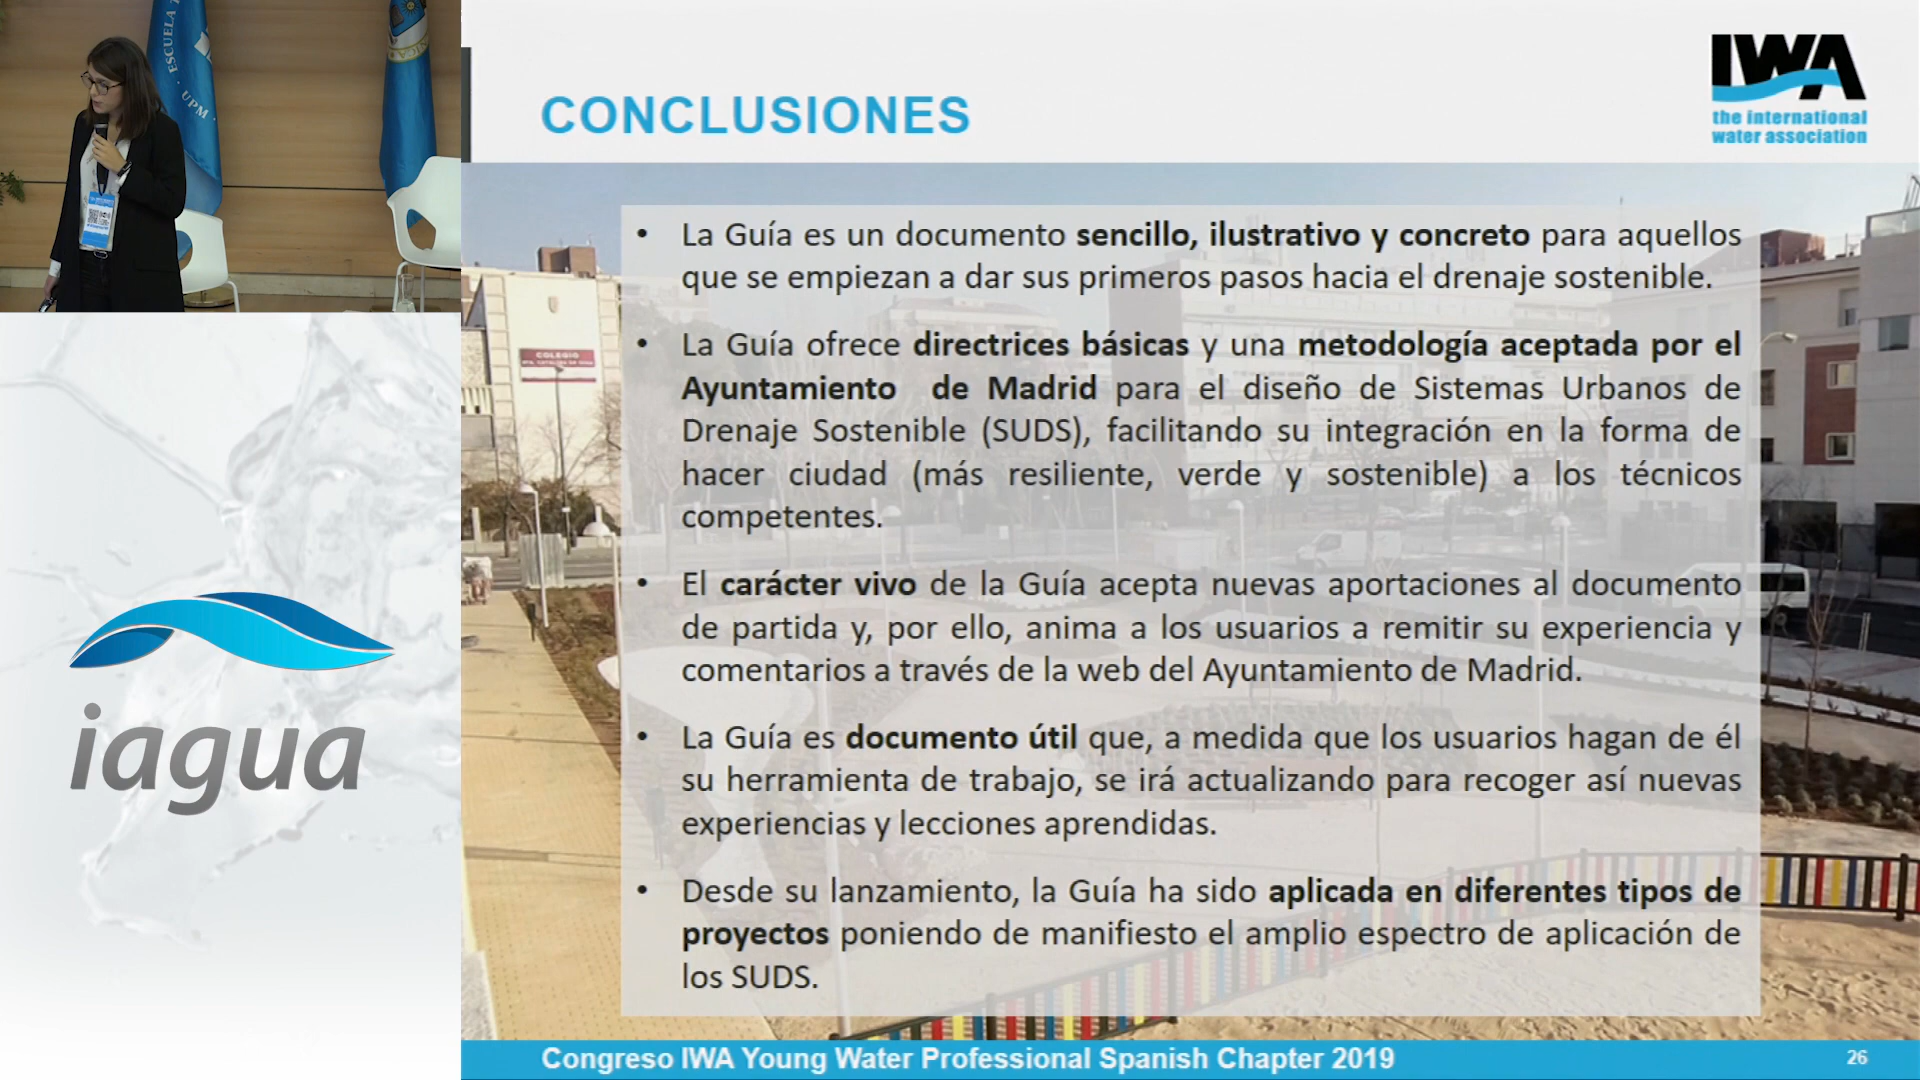 ESCUELA T
UPM
IWA
the international
water association
CONCLUSIONES
• La Guía es un documento sencillo, ilustrativo y concreto para aquellos
que se empiezan a dar sus primeros pasos hacia el drenaje sostenible.
• La Guía ofrece directrices básicas y una metodología aceptada por el
Ayuntamiento de Madrid para el diseño de Sistemas Urbanos de
Drenaje Sostenible (SUDS), facilitando su integración en la forma de
hacer ciudad (más resiliente, verde y sostenible) a los técnicos
competentes.
• El carácter vivo de la Guía acepta nuevas aportaciones al documento
de partida y, por ello, anima a los usuarios a remitir su experiencia y
comentarios a través de la web del Ayuntamiento de Madrid.
• La Guía es documento útil que, a medida que los usuarios hagan de él
su herramienta de trabajo, se irá actualizando para recoger así nuevas
experiencias y lecciones aprendidas.
• Desde su lanzamiento, la Guía ha sido aplicada en diferentes tipos de
proyectos poniendo de manifiesto el amplio espectro de aplicación de
los SUDS.
COLEGIO
iagua
Congreso IWA Young Water Professional Spanish Chapter 2019
26